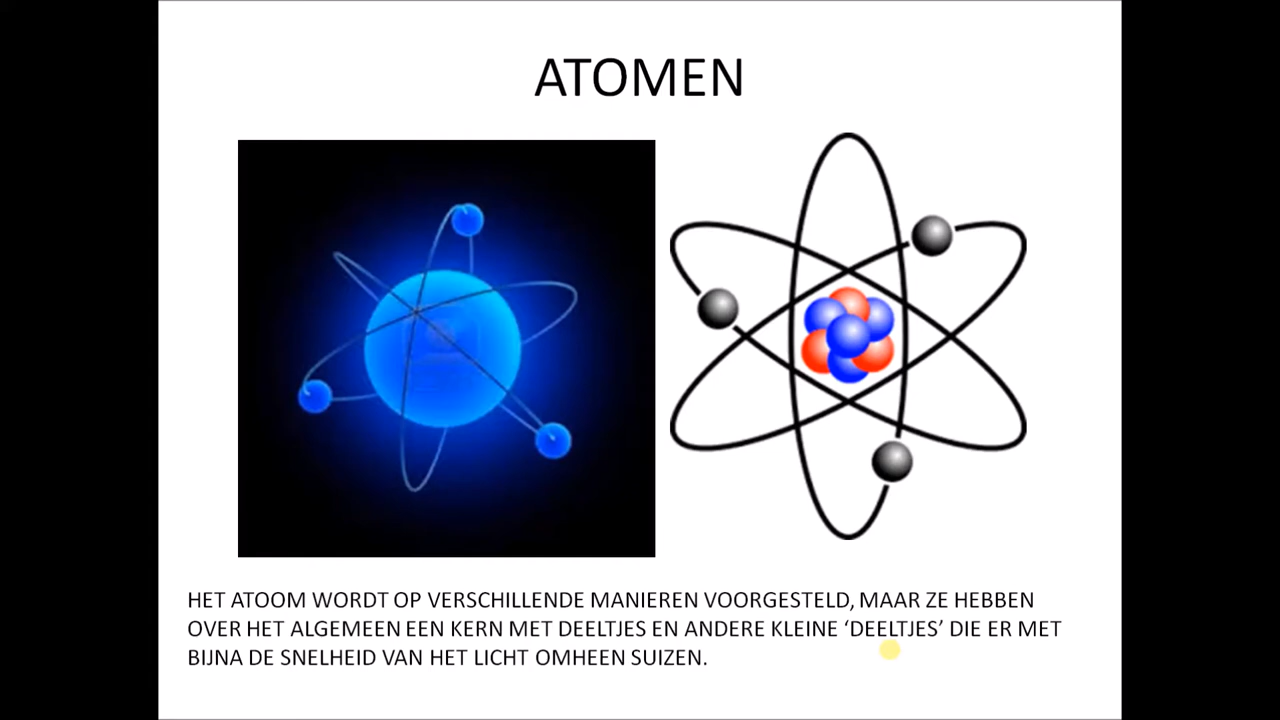 ATOMEN
HET ATOOM WORDT OP VERSCHILLENDE MANIEREN VOORGESTELD, MAAR ZE HEBBEN
OVER HET ALGEMEEN EEN KERN MET DEELTJES EN ANDERE KLEINE ‘DEELTJES’ DIE ER MET
BIJNA DE SNELHEID VAN HET LICHT OMHEEN SUIZEN.